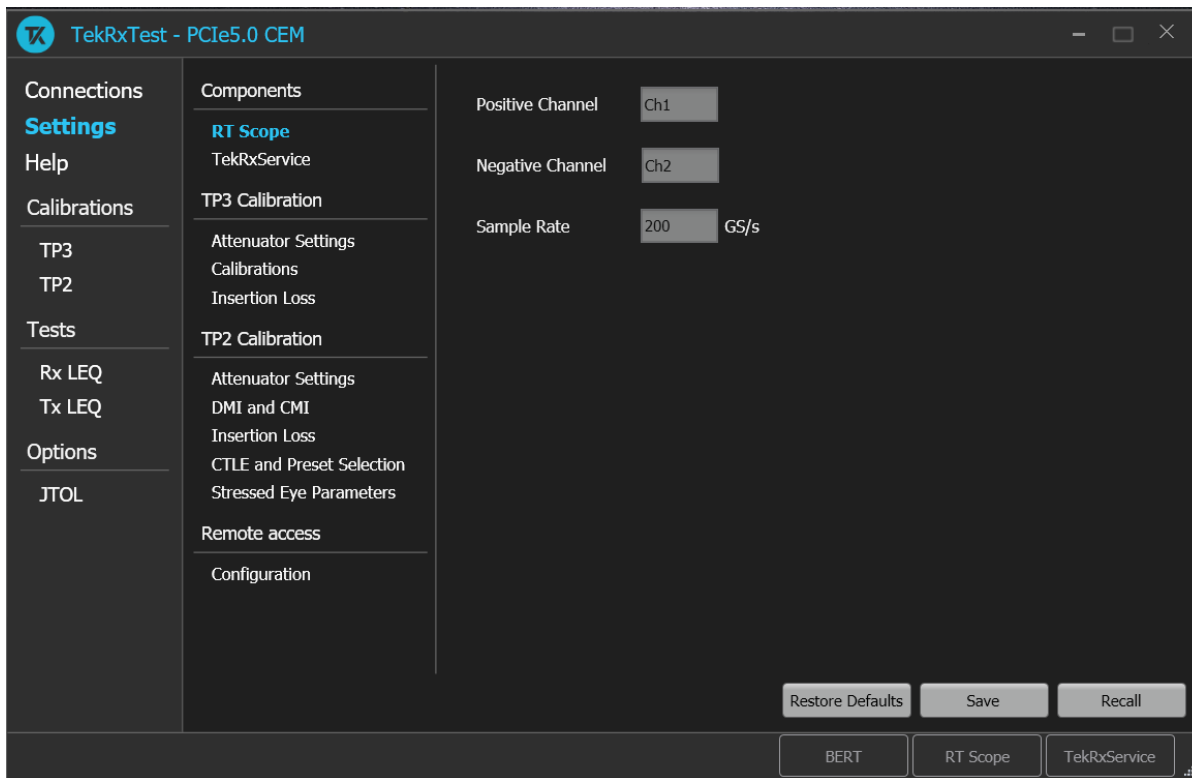 TK TekRxTest - PCIe5.0 CEM
Connections
Settings
Help
Calibrations
TP3
TP2
Tests
Rx LEQ
Tx LEQ
Options
JTOL
Components
RT Scope
TekRxService
TP3 Calibration
Attenuator Settings
Calibrations
Insertion Loss
TP2 Calibration
Attenuator Settings
DMI and CMI
Insertion Loss
CTLE and Preset Selection
Stressed Eye Parameters
Remote access
Configuration
Positive Channel Ch1
Negative Channel Ch2
Sample Rate 200 GS/s
Restore Defaults Save Recall
BERT RT Scope TekRxService